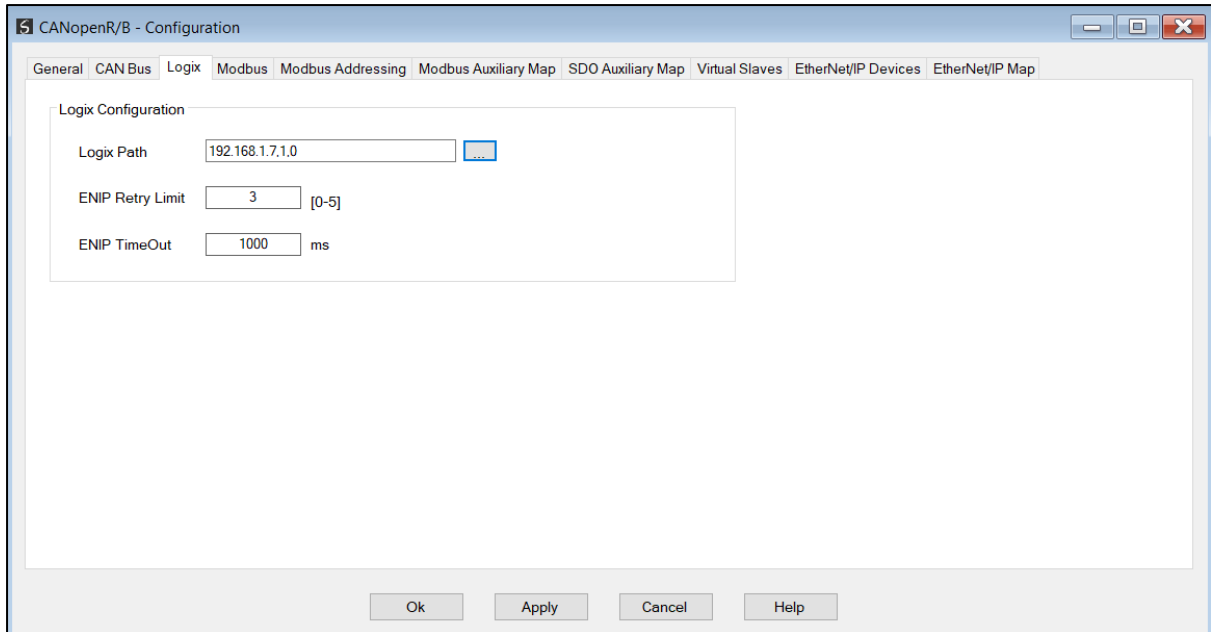 CANopenR/B - Configuration
General CAN Bus Logix Modbus Modbus Addressing Modbus Auxiliary Map SDO Auxiliary Map Virtual Slaves EtherNet/IP Devices EtherNet/IP Map
Logix Configuration
Logix Path 192.168.1.7,1,0 ...
ENIP Retry Limit 3 [0-5]
ENIP TimeOut 1000 ms
Ok Apply Cancel Help